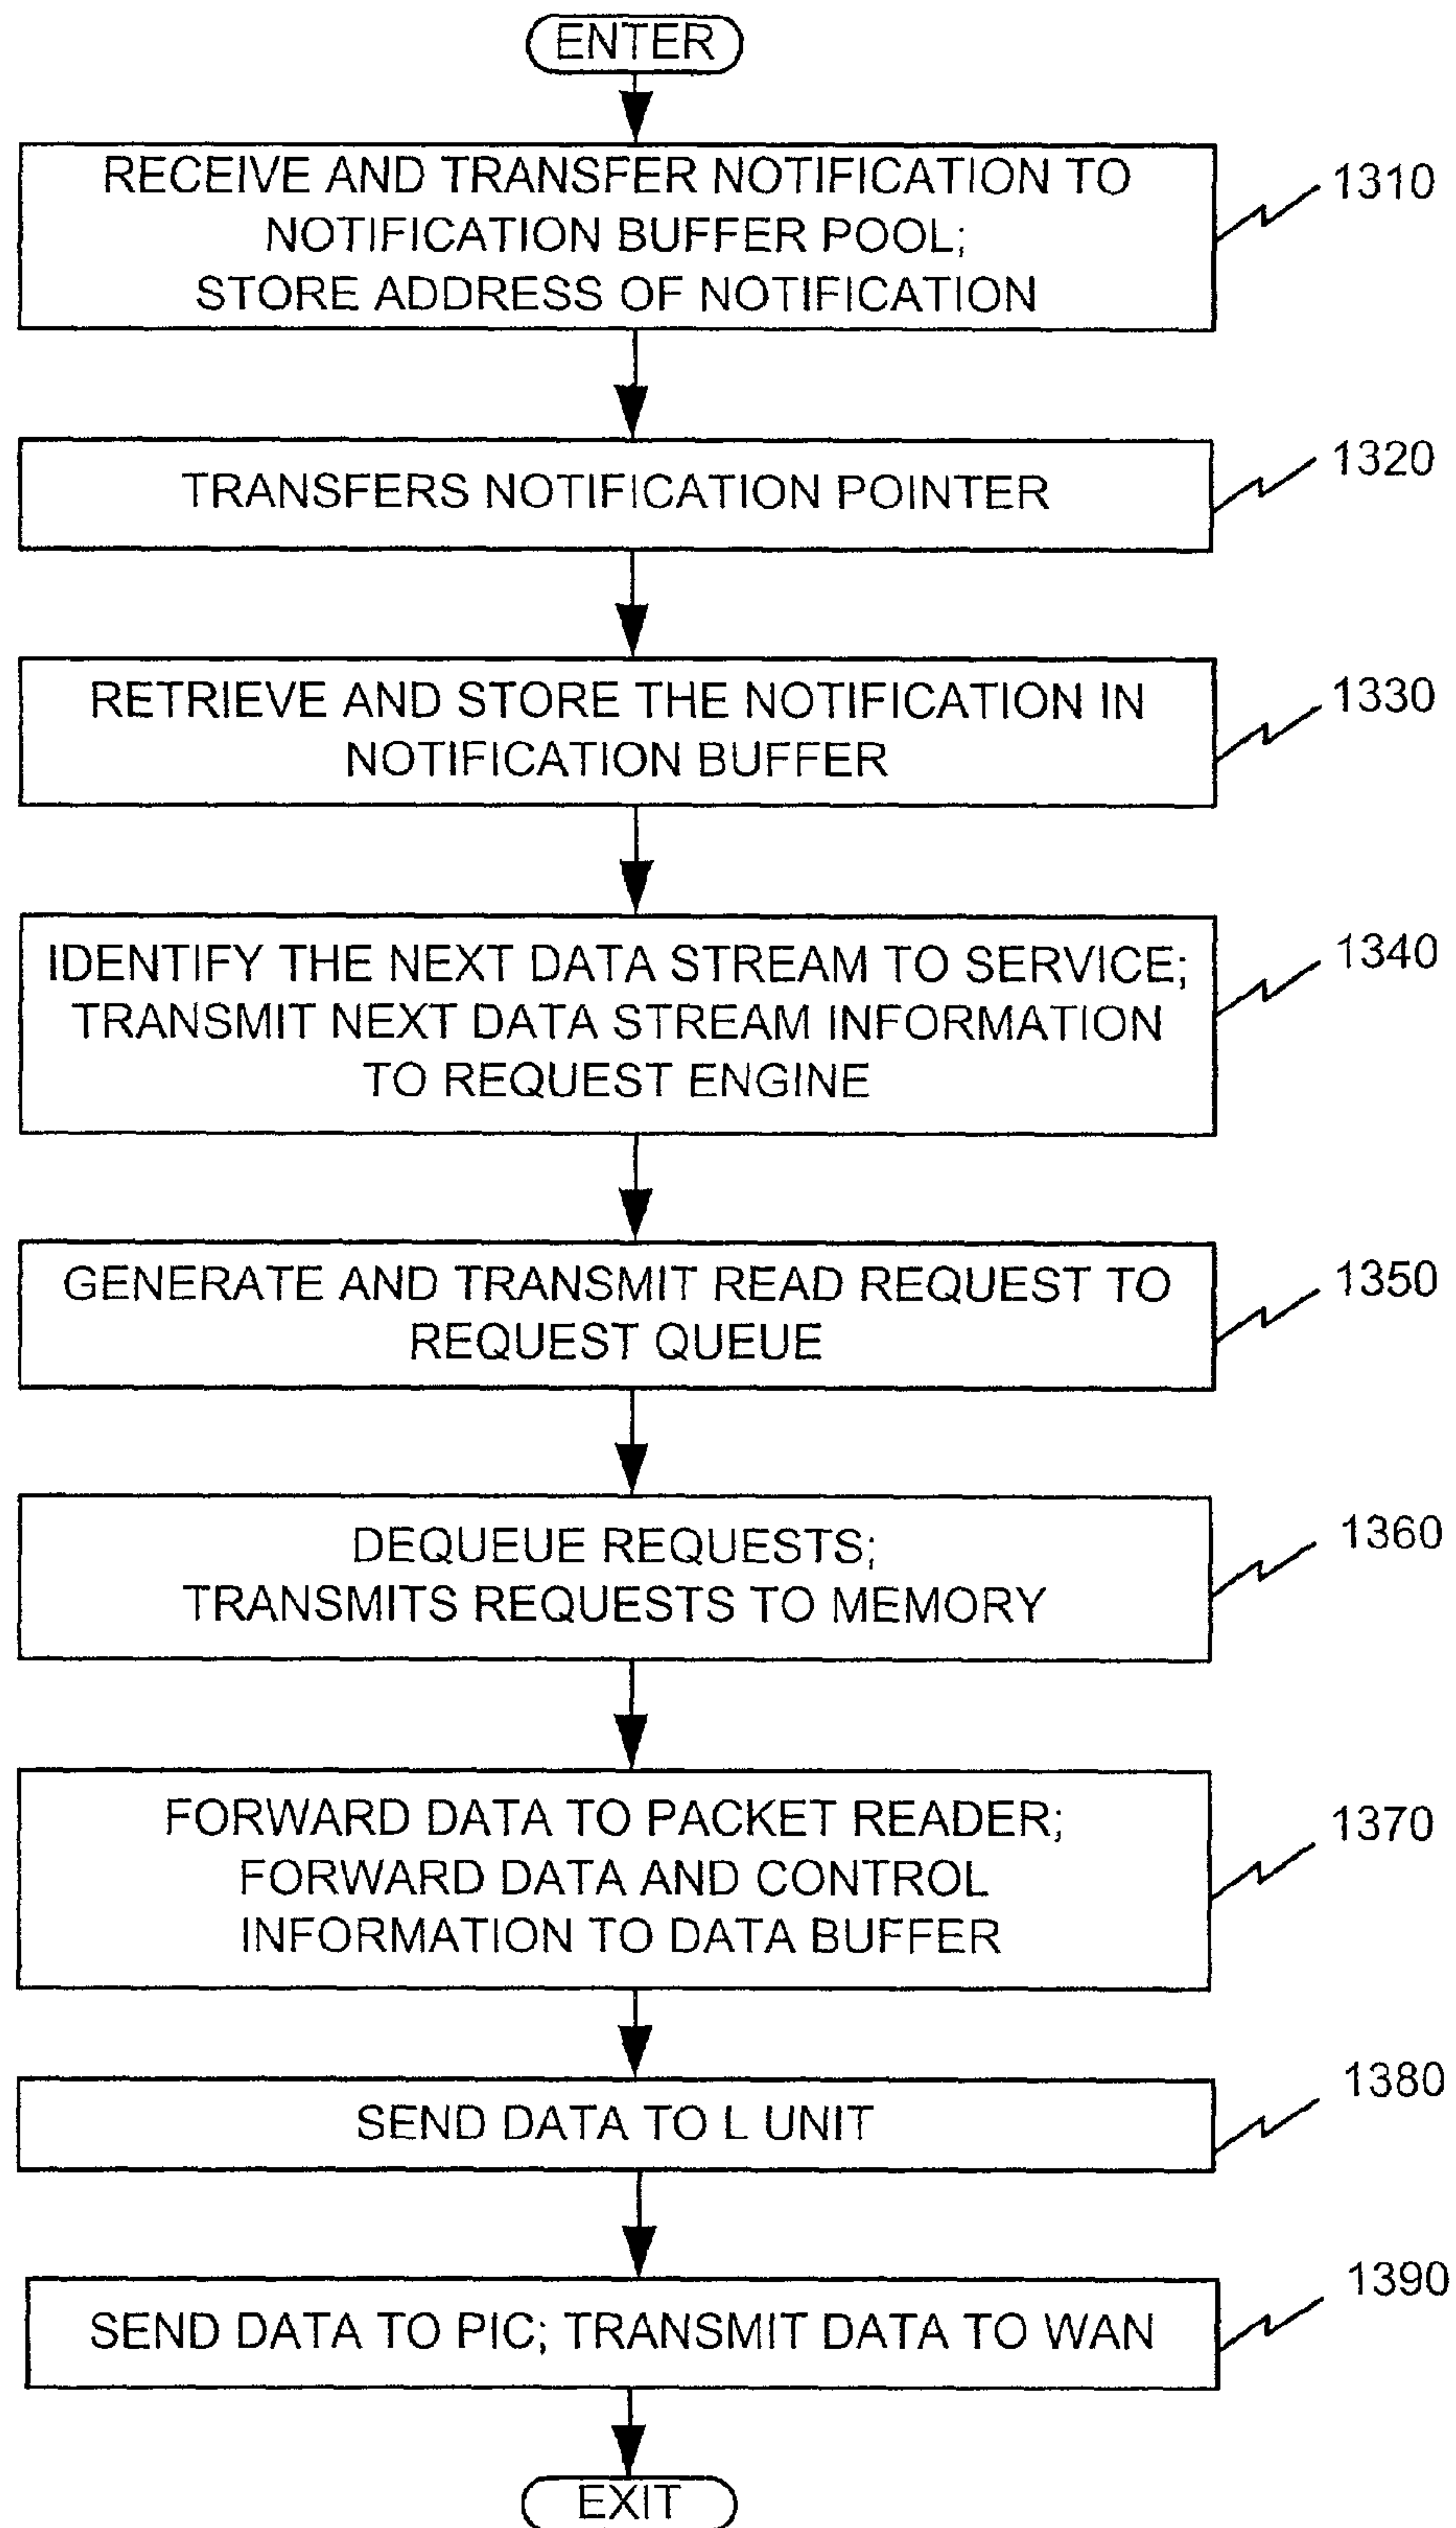 ENTER
RECEIVE AND TRANSFER NOTIFICATION TO
NOTIFICATION BUFFER POOL;
STORE ADDRESS OF NOTIFICATION
1310
TRANSFERS NOTIFICATION POINTER
1320
RETRIEVE AND STORE THE NOTIFICATION IN
NOTIFICATION BUFFER
1330
IDENTIFY THE NEXT DATA STREAM TO SERVICE;
TRANSMIT NEXT DATA STREAM INFORMATION
TO REQUEST ENGINE
1340
GENERATE AND TRANSMIT READ REQUEST TO
REQUEST QUEUE
1350
DEQUEUE REQUESTS;
TRANSMITS REQUESTS TO MEMORY
1360
FORWARD DATA TO PACKET READER;
FORWARD DATA AND CONTROL
INFORMATION TO DATA BUFFER
1370
SEND DATA TO L UNIT
1380
SEND DATA TO PIC; TRANSMIT DATA TO WAN
1390
EXIT